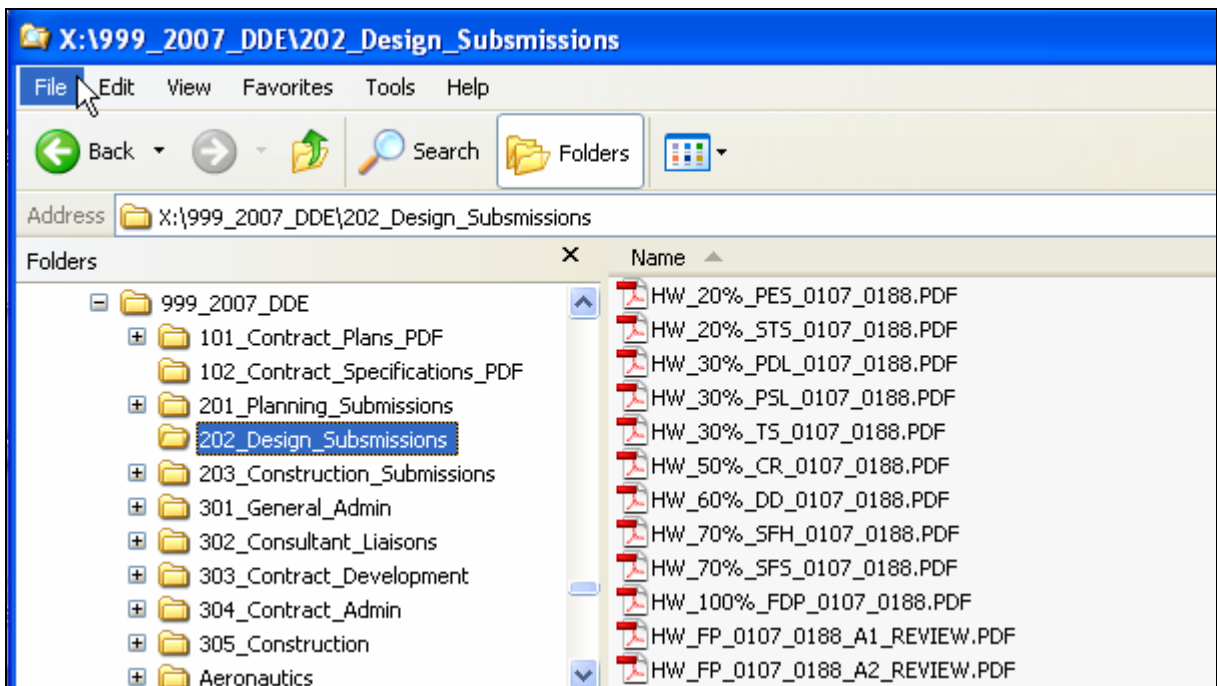 X:\999_2007_DDE\202_Design_Subsmissions
File Edit View Favorites Tools Help
Back Search Folders
Address X:\999_2007_DDE\202_Design_Subsmissions
Folders
999_2007_DDE
101_Contract_Plans_PDF
102_Contract_Specifications_PDF
201_Planning_Submissions
202_Design_Subsmissions
203_Construction_Submissions
301_General_Admin
302_Consultant_Liaisons
303_Contract_Development
304_Contract_Admin
305_Construction
Aeronautics
Name
HW_20%_PES_0107_0188.PDF
HW_20%_STS_0107_0188.PDF
HW_30%_PDL_0107_0188.PDF
HW_30%_PSL_0107_0188.PDF
HW_30%_TS_0107_0188.PDF
HW_50%_CR_0107_0188.PDF
HW_60%_DD_0107_0188.PDF
HW_70%_SFH_0107_0188.PDF
HW_70%_SFS_0107_0188.PDF
HW_100%_FDP_0107_0188.PDF
HW_FP_0107_0188_A1_REVIEW.PDF
HW_FP_0107_0188_A2_REVIEW.PDF